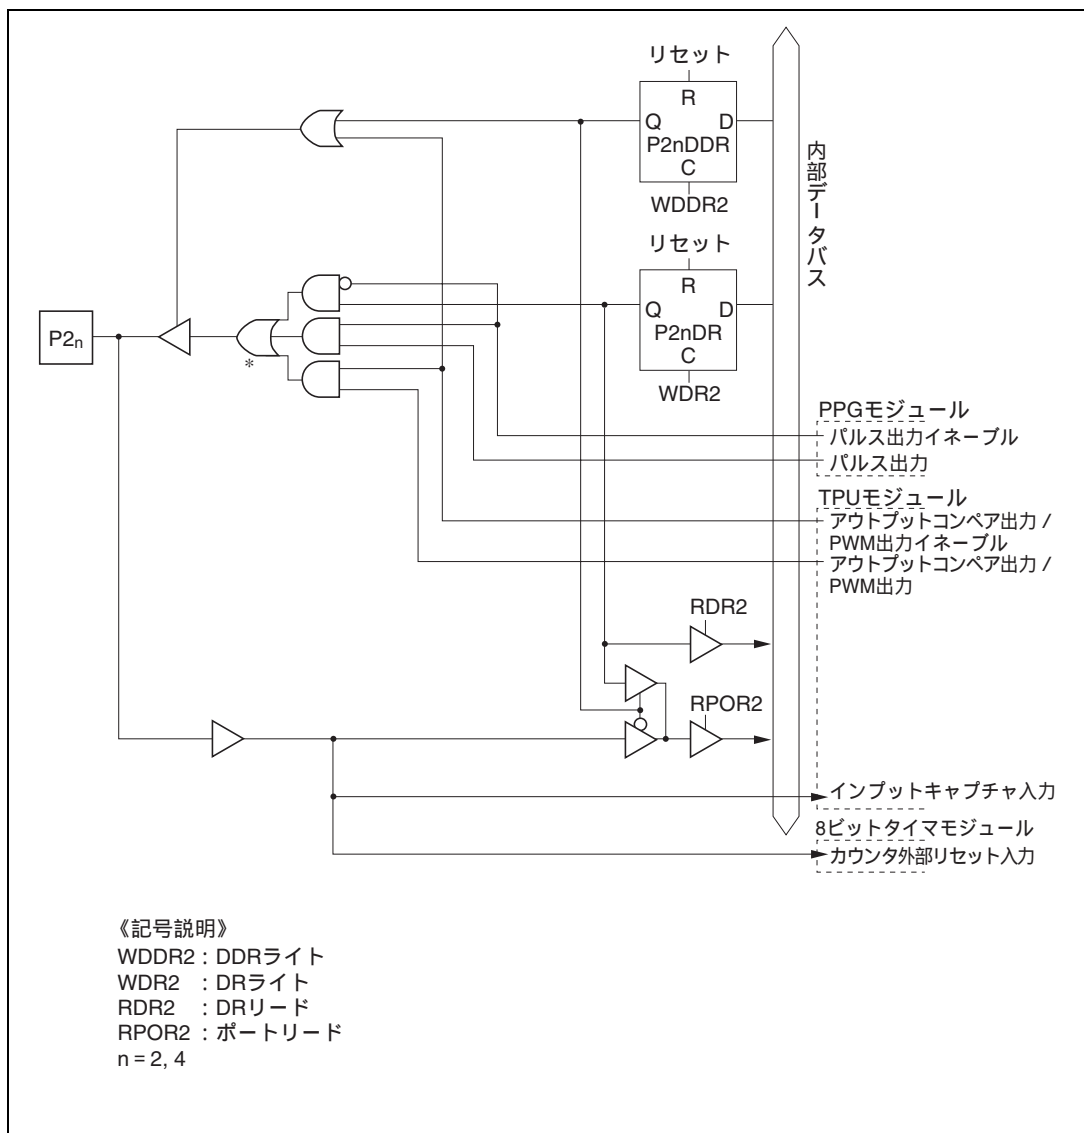 リセット
R
Q D
P2nDDR
C
WDDR2
リセット
R
Q D
P2nDR
C
WDR2
内部データバス
P2n
*
PPGモジュール
パルス出力イネーブル
パルス出力
TPUモジュール
アウトプットコンペア出力 /
PWM出力イネーブル
アウトプットコンペア出力 /
PWM出力
RDR2
RPOR2
インプットキャプチャ入力
8ビットタイマモジュール
カウンタ外部リセット入力
《記号説明》
WDDR2 : DDRライト
WDR2 : DRライト
RDR2 : DRリード
RPOR2 : ポートリード
n = 2, 4